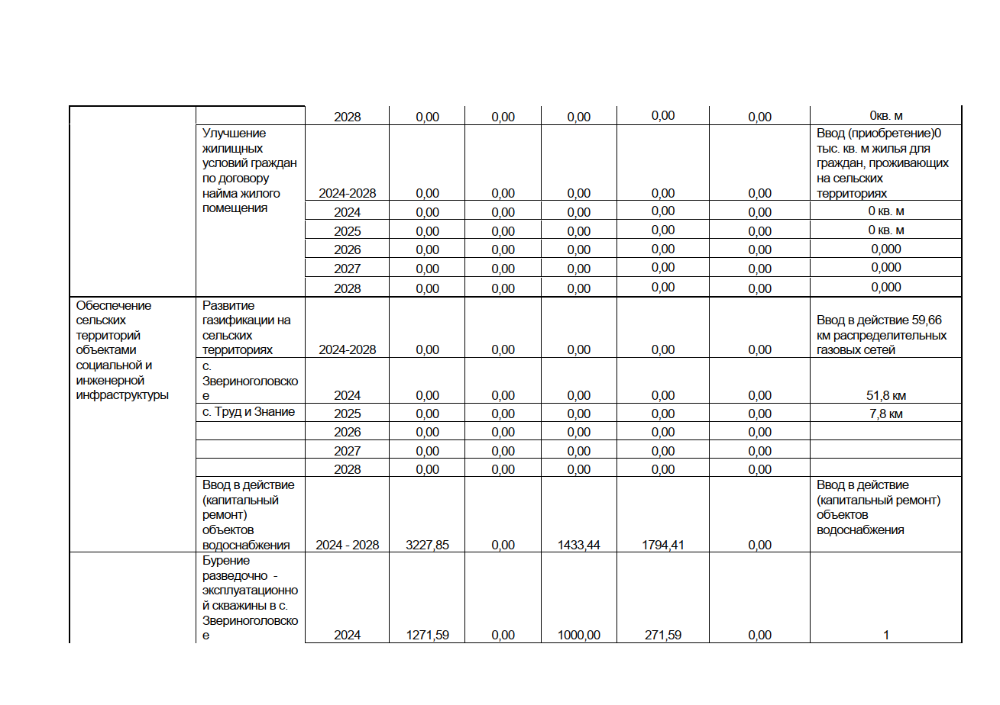 2028 0,00 0,00 0,00 0,00 0,00 0кв. м
Улучшение
жилищных
условий граждан
по договору
найма жилого
помещения
2024-2028 0,00 0,00 0,00 0,00 0,00
Ввод (приобретение)0
тыс. кв. м жилья для
граждан, проживающих
на сельских
территориях
2024 0,00 0,00 0,00 0,00 0,00 0 кв. м
2025 0,00 0,00 0,00 0,00 0,00 0 кв. м
2026 0,00 0,00 0,00 0,00 0,00 0,000
2027 0,00 0,00 0,00 0,00 0,00 0,000
2028 0,00 0,00 0,00 0,00 0,00 0,000
Обеспечение
сельских
территорий
объектами
социальной и
инженерной
инфраструктуры
Развитие
газификации на
сельских
территориях
2024-2028 0,00 0,00 0,00 0,00 0,00
Ввод в действие 59,66
км распределительных
газовых сетей
с.
Звериноголовско
е
2024 0,00 0,00 0,00 0,00 0,00 51,8 км
с. Труд и Знание 2025 0,00 0,00 0,00 0,00 0,00 7,8 км
2026 0,00 0,00 0,00 0,00 0,00
2027 0,00 0,00 0,00 0,00 0,00
2028 0,00 0,00 0,00 0,00 0,00
Ввод в действие
(капитальный
ремонт)
объектов
водоснабжения
2024 - 2028 3227,85 0,00 1433,44 1794,41 0,00
Ввод в действие
(капитальный ремонт)
объектов
водоснабжения
Бурение
разведочно -
эксплуатационно
й скважины в с.
Звериноголовско
е
2024 1271,59 0,00 1000,00 271,59 0,00 1